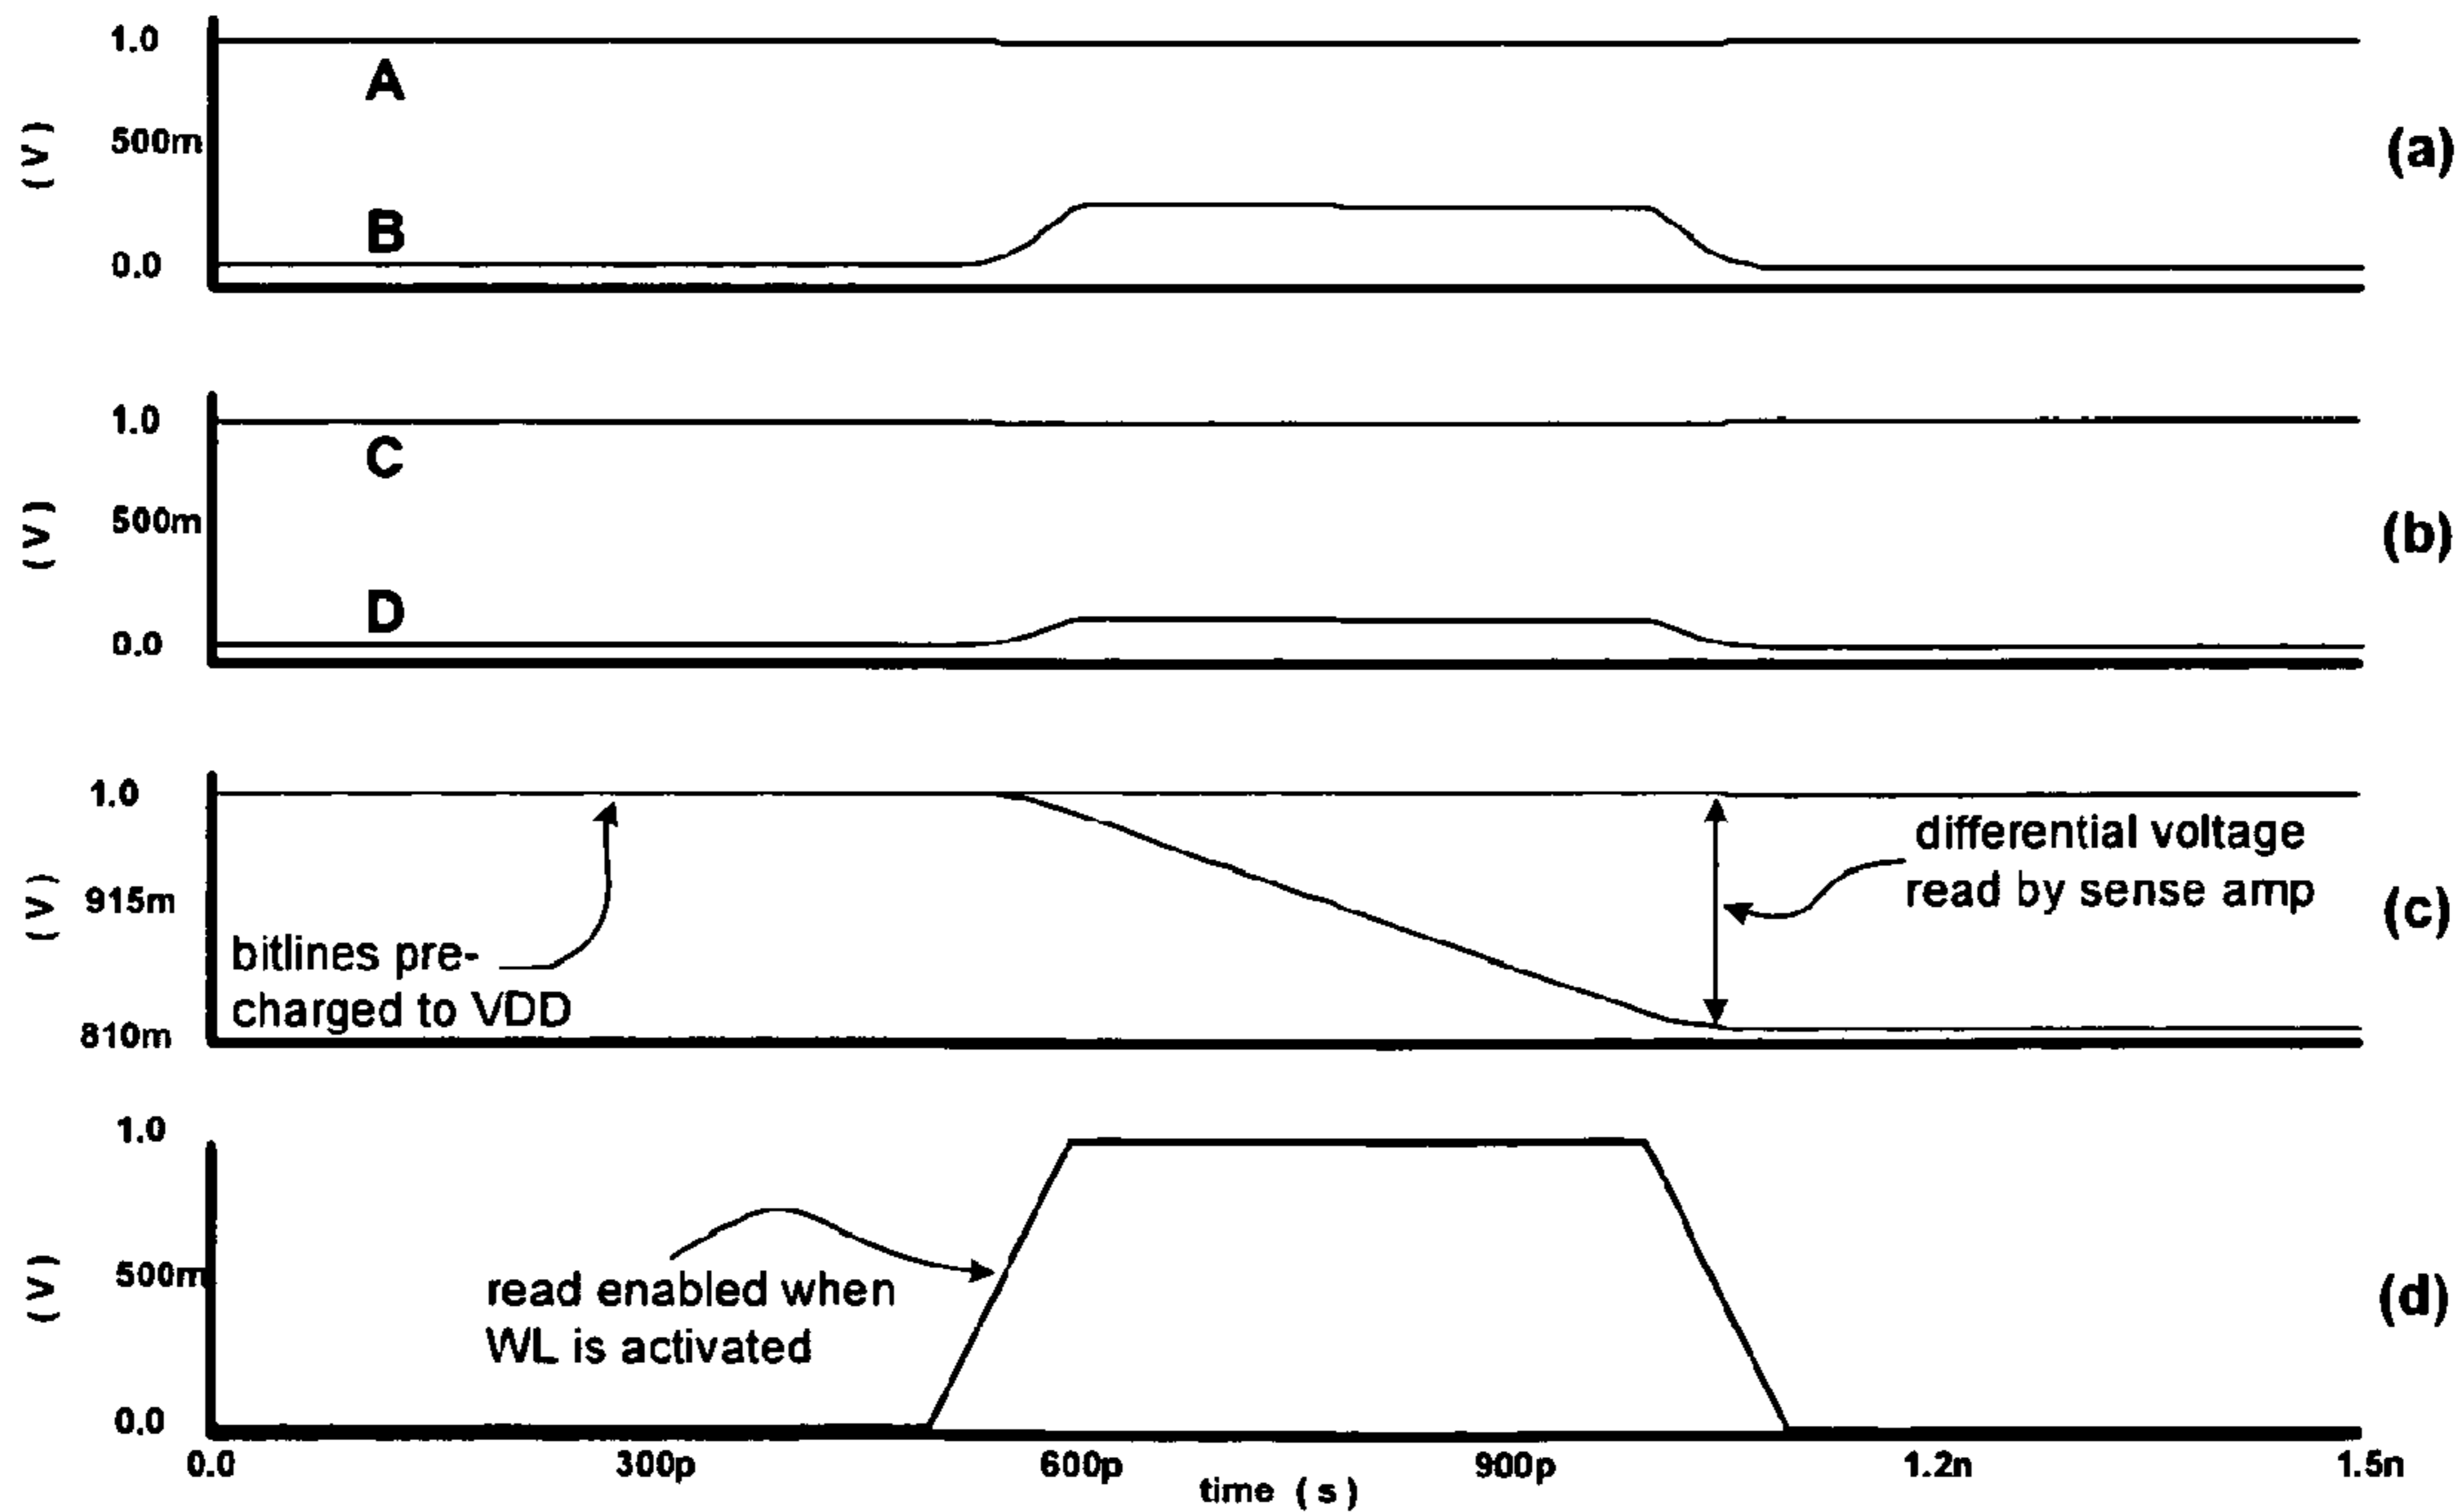 1.0
A
(V)
500m
(a)
B
0.0
1.0
C
(V)
500m
(b)
D
0.0
1.0
differential voltage
read by sense amp
(V)
915m
(c)
bitlines pre-
charged to VDD
810m
1.0
(V)
500m
read enabled when
WL is activated
(d)
0.0
0.0 300p 600p 900p 1.2n 1.5n
time (s)